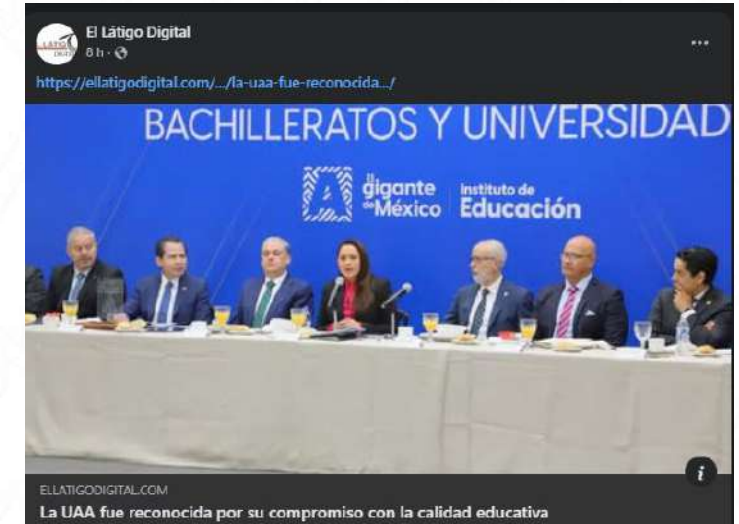 El Látigo Digital
8 h
https://ellatigodigital.com/.../la-uaa-fue-reconocida.../
BACHILLERATOS Y UNIVERSIDAD
El gigante de México
Instituto de Educación
ELLATIGODIGITAL.COM
La UAA fue reconocida por su compromiso con la calidad educativa